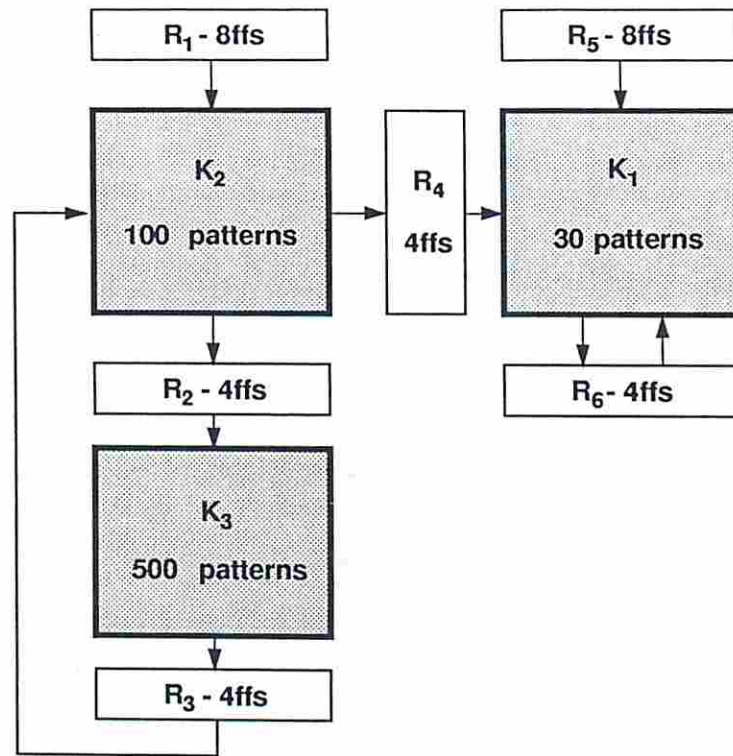 R₁ - 8ffs
R₅ - 8ffs
K₂
100 patterns
R₄
4ffs
K₁
30 patterns
R₂ - 4ffs
R₆- 4ffs
K₃
500 patterns
R₃ - 4ffs